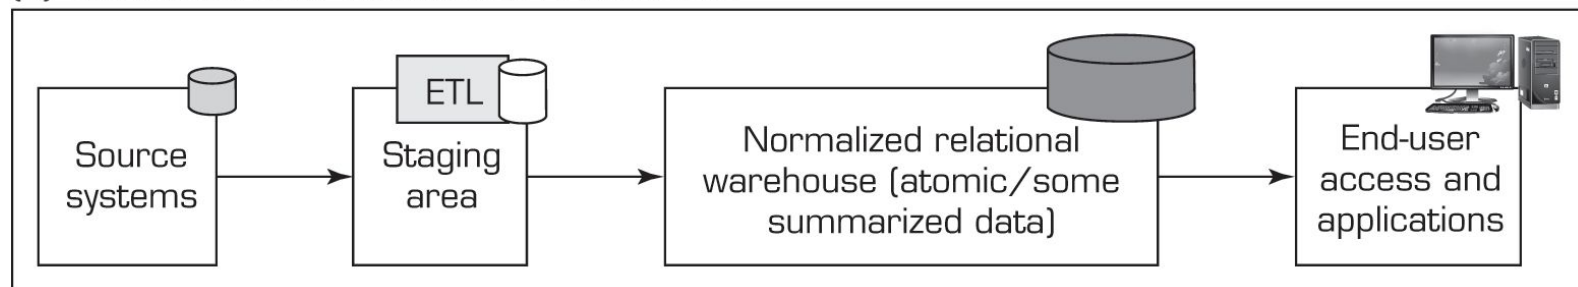 Source
systems
ETL
Staging
area
Normalized relational
warehouse (atomic/some
summarized data)
End-user
access and
applications